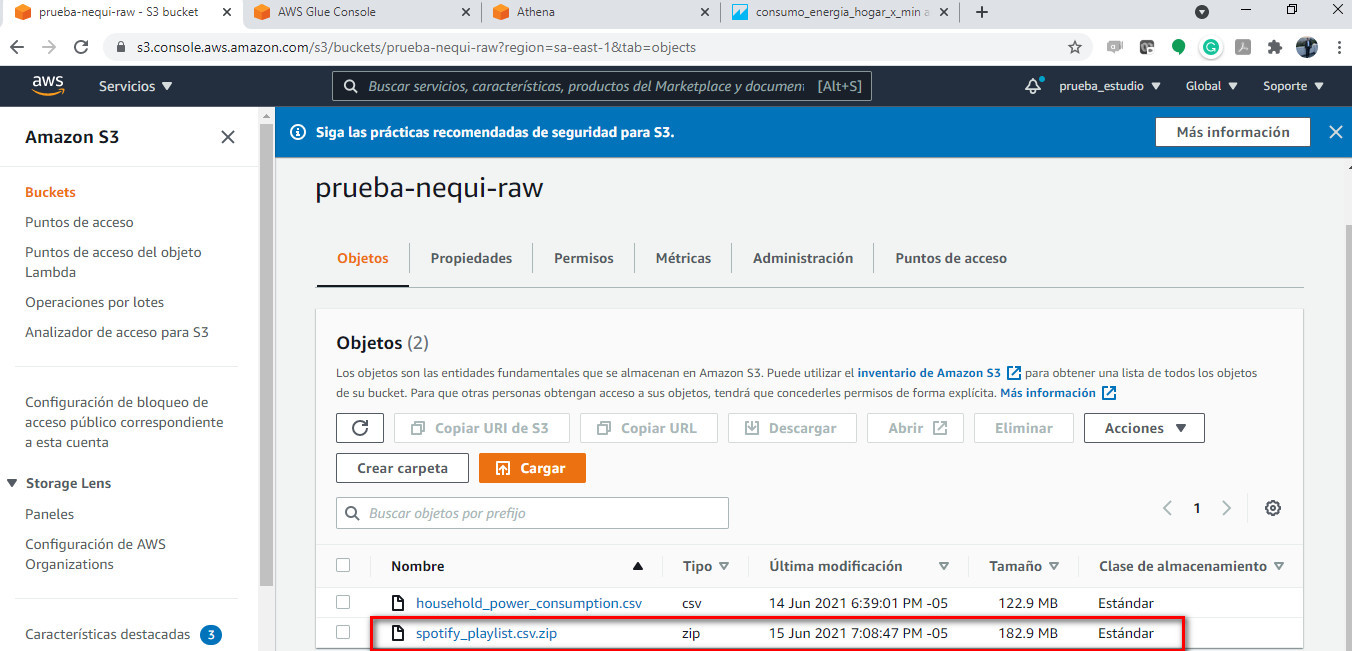 prueba-nequi-raw - S3 bucket
AWS Glue Console
Athena
consumo_energia_hogar_x_min a
s3.console.aws.amazon.com/s3/buckets/prueba-nequi-raw?region=sa-east-1&tab=objects
aws
Servicios
Buscar servicios, características, productos del Marketplace y documen
[Alt+S]
prueba_estudio
Global
Soporte
Amazon S3
Siga las prácticas recomendadas de seguridad para S3.
Más información
Buckets
Puntos de acceso
Puntos de acceso del objeto
Lambda
Operaciones por lotes
Analizador de acceso para S3
Configuración de bloqueo de
acceso público correspondiente
a esta cuenta
Storage Lens
Paneles
Configuración de AWS
Organizations
Características destacadas 3
prueba-nequi-raw
Objetos
Propiedades
Permisos
Métricas
Administración
Puntos de acceso
Objetos (2)
Los objetos son las entidades fundamentales que se almacenan en Amazon S3. Puede utilizar el inventario de Amazon S3 para obtener una lista de todos los objetos
de su bucket. Para que otras personas obtengan acceso a sus objetos, tendrá que concederles permisos de forma explícita. Más información
Copiar URI de S3
Copiar URL
Descargar
Abrir
Eliminar
Acciones
Crear carpeta
Cargar
Buscar objetos por prefijo
1
Nombre Tipo Última modificación Tamaño Clase de almacenamiento
household_power_consumption.csv csv 14 Jun 2021 6:39:01 PM -05 122.9 MB Estándar
spotify_playlist.csv.zip zip 15 Jun 2021 7:08:47 PM -05 182.9 MB Estándar